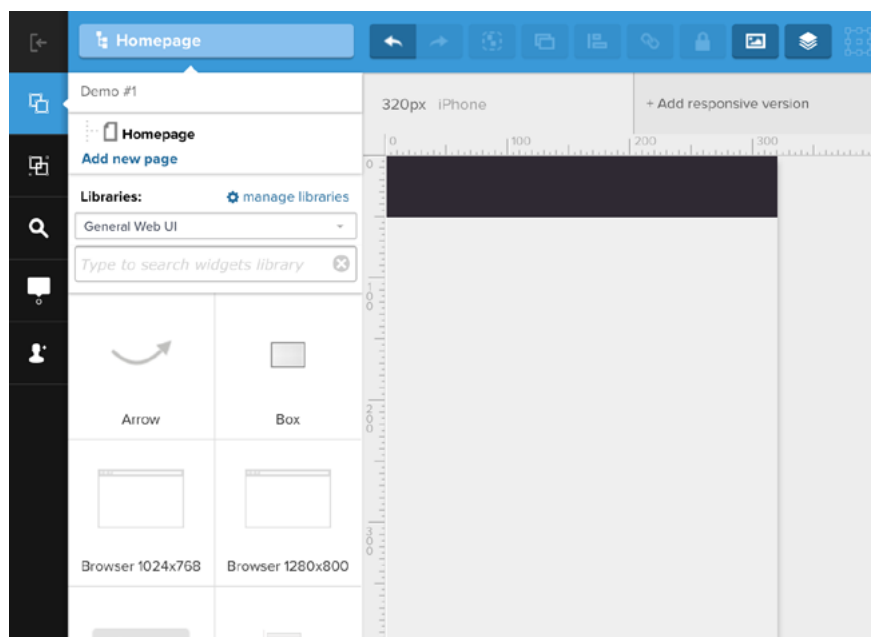 Homepage
Demo #1
Homepage
Add new page
Libraries: manage libraries
General Web UI
Type to search widgets library
Arrow Box
Browser 1024x768 Browser 1280x800
320px iPhone + Add responsive version
0 100 200 300
0
100
200
300